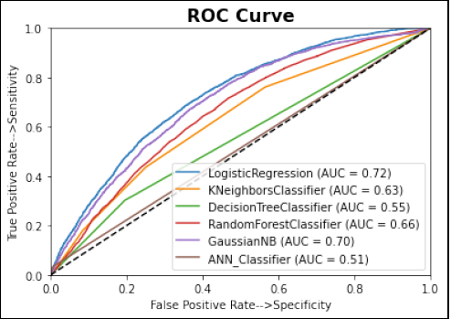 ROC Curve
True Positive Rate-->Sensitivity
1.0
0.8
0.6
0.4
0.2
0.0
LogisticRegression (AUC = 0.72)
KNeighborsClassifier (AUC = 0.63)
DecisionTreeClassifier (AUC = 0.55)
RandomForestClassifier (AUC = 0.66)
GaussianNB (AUC = 0.70)
ANN_Classifier (AUC = 0.51)
0.0 0.2 0.4 0.6 0.8 1.0
False Positive Rate-->Specificity